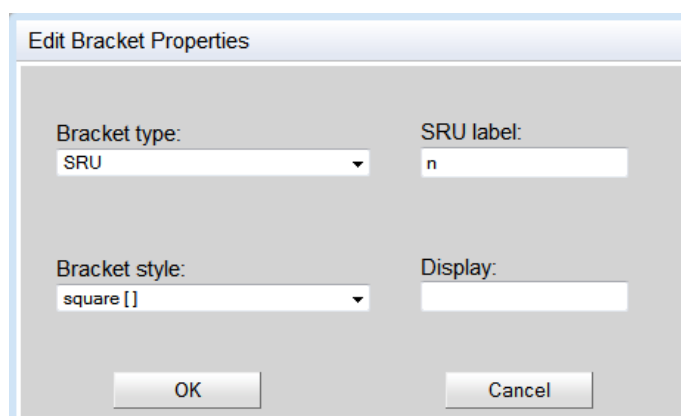 Edit Bracket Properties
Bracket type:
SRU label:
SRU
n
Bracket style:
Display:
square [ ]
OK
Cancel